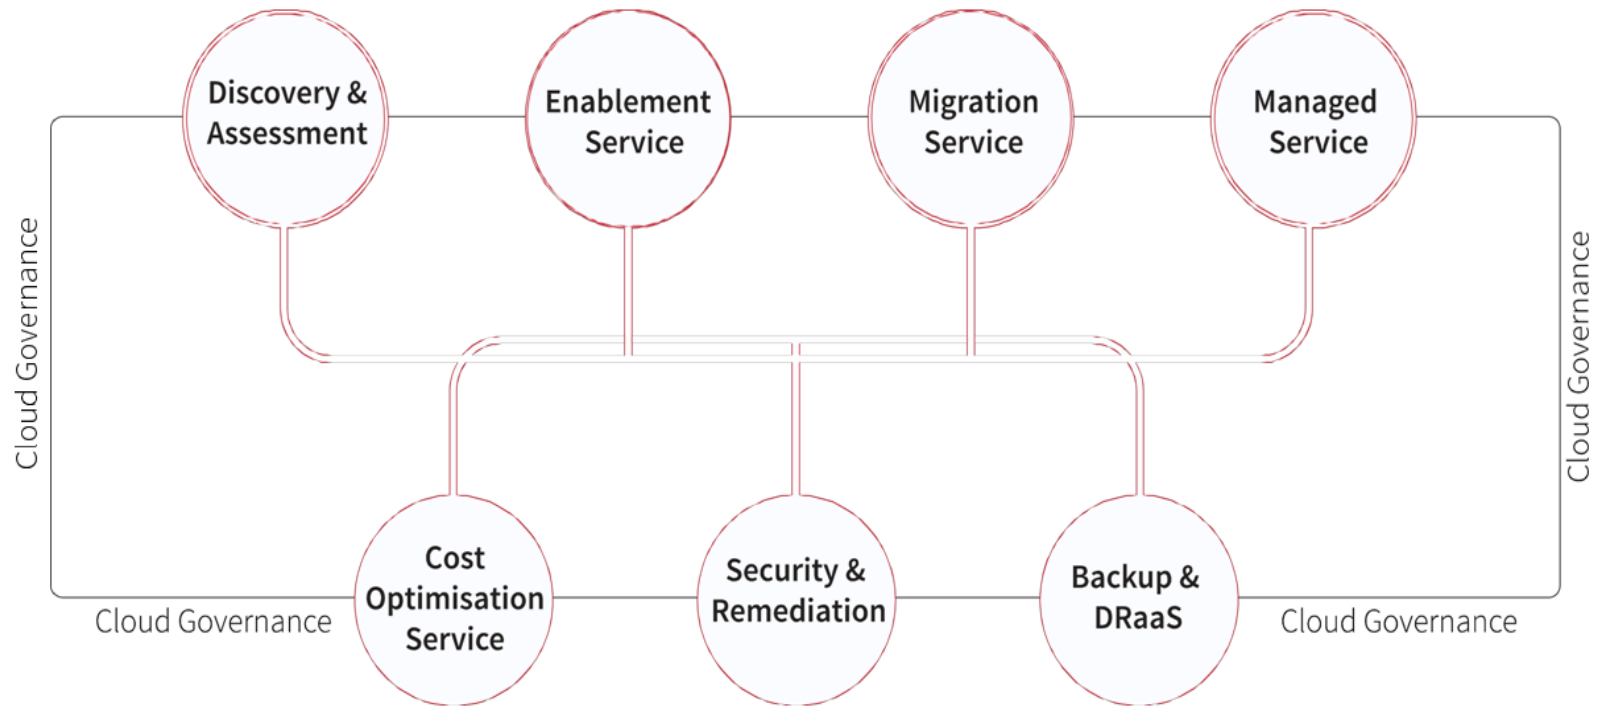 Discovery &
Assessment
Enablement
Service
Migration
Service
Managed
Service
Cloud Governance
Cloud Governance
Cost
Optimisation
Service
Security &
Remediation
Backup &
DRaaS
Cloud Governance
Cloud Governance